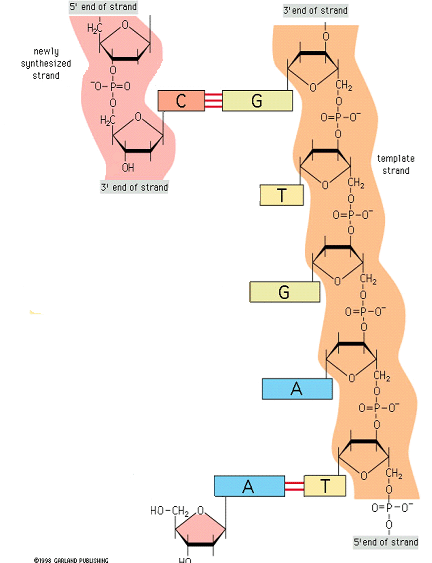 5' end of strand
3' end of strand
H₂C
newly
synthesized
strand
O
CH₂
O
O
⁻O-P=O
O
O=P-O⁻
O
C
G
H₂C
O
O
CH₂
T
template
strand
OH
3' end of strand
O
O=P-O⁻
O
G
O
CH₂
O
O=P-O⁻
O
A
O
CH₂
O
O=P-O⁻
O
A
T
O
CH₂
O
HO-CH₂
O
O=P-O⁻
O
5'end of strand
HO
©1998 GARLAND PUBLISHING